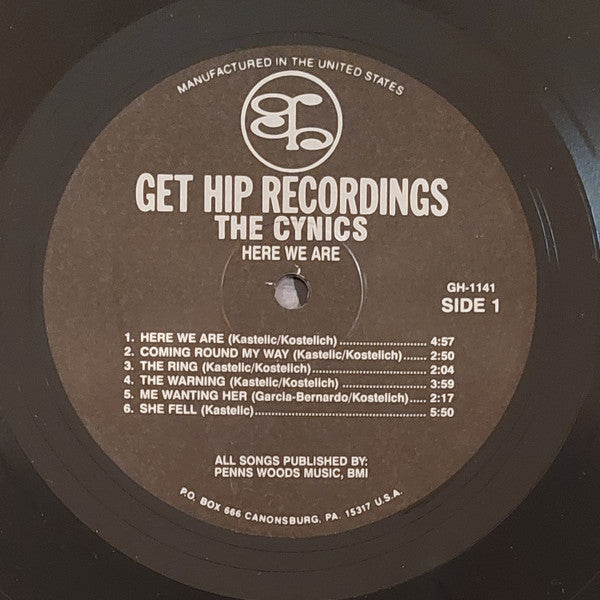 MANUFACTURED IN THE UNITED STATES
GET HIP RECORDINGS
THE CYNICS
HERE WE ARE
GH-1141
SIDE 1
1. HERE WE ARE (Kastelic/Kostelich) 4:57
2. COMING ROUND MY WAY (Kastelic/Kostelich) 2:50
3. THE RING (Kastelic/Kostelich) 2:04
4. THE WARNING (Kastelic/Kostelich) 3:59
5. ME WANTING HER (Garcia-Bernardo/Kostelich) 2:17
6. SHE FELL (Kastelic) 5:50
ALL SONGS PUBLISHED BY:
PENNS WOODS MUSIC, BMI
P.O. BOX 666 CANONSBURG, PA. 15317 U.S.A.